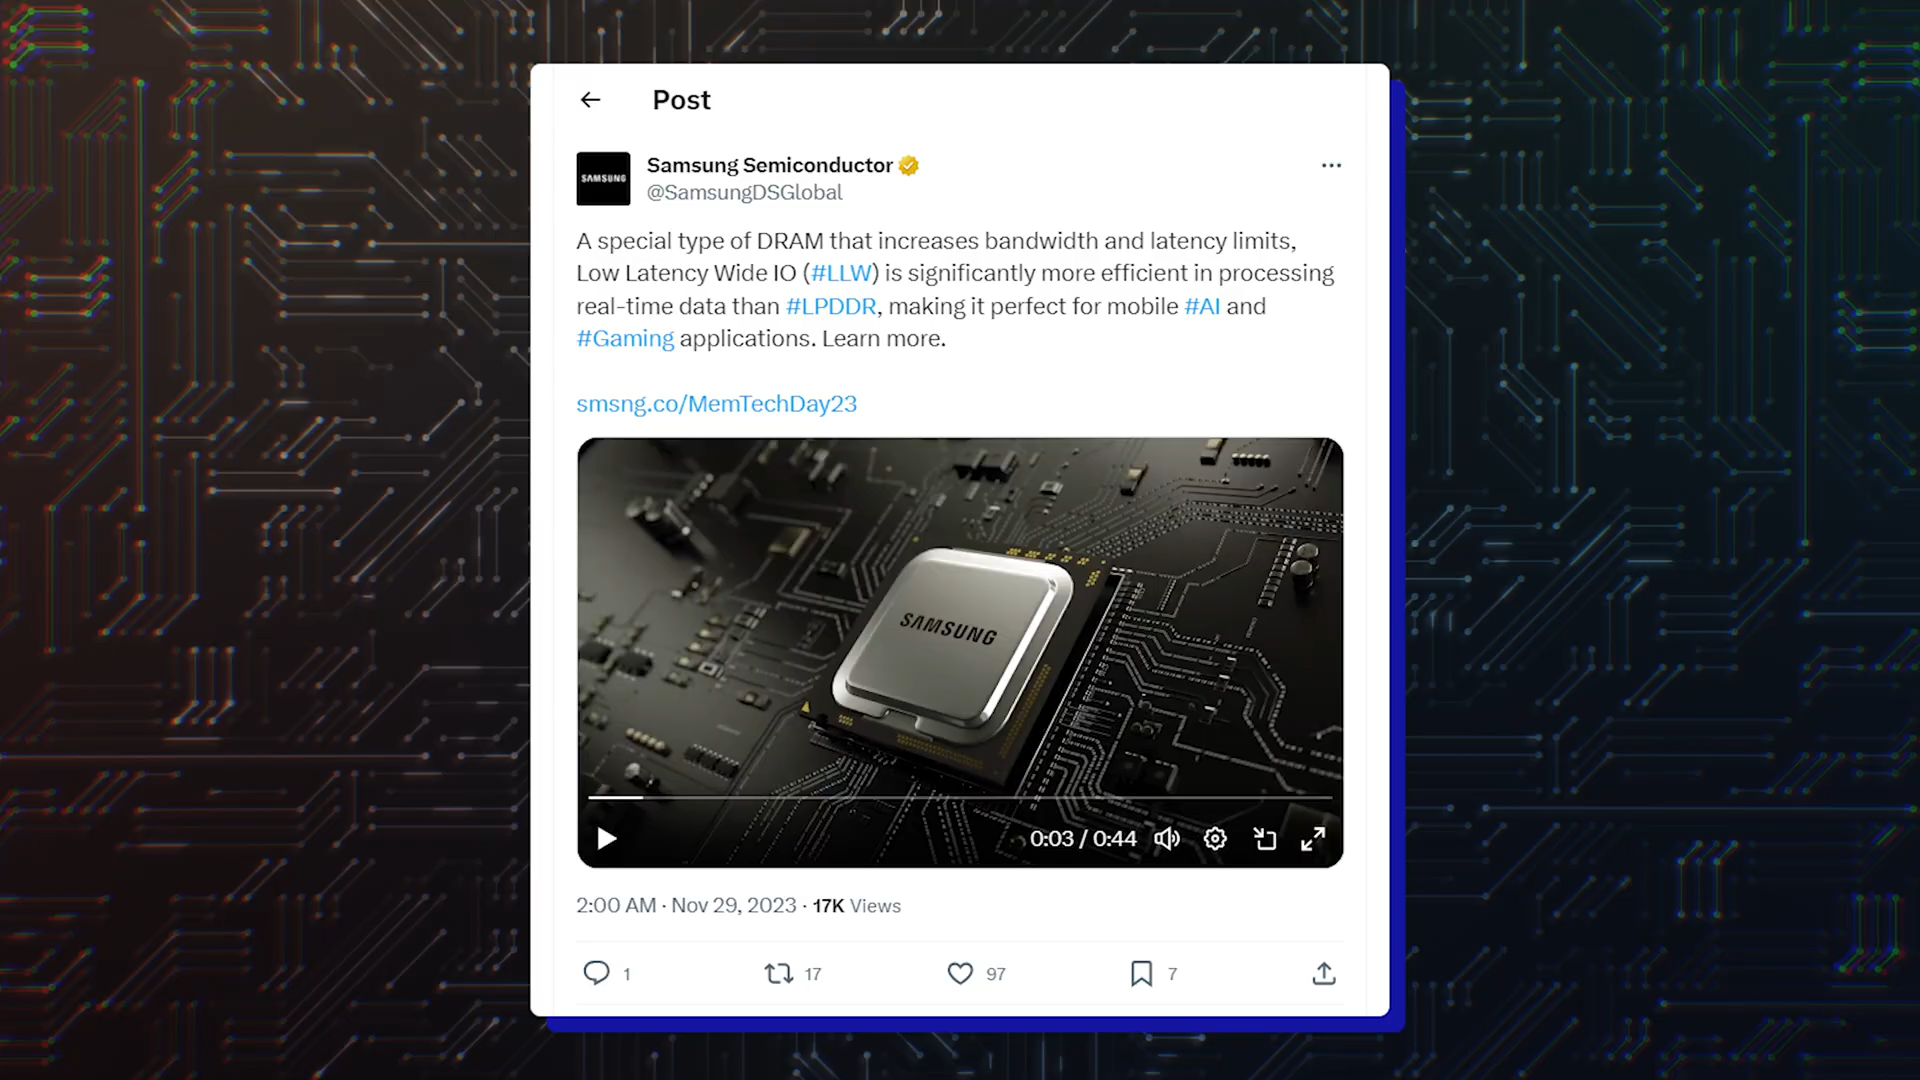 Post
SAMSUNG
Samsung Semiconductor
@SamsungDSGlobal
A special type of DRAM that increases bandwidth and latency limits,
Low Latency Wide IO (#LLW) is significantly more efficient in processing
real-time data than #LPDDR, making it perfect for mobile #AI and
#Gaming applications. Learn more.
smsng.co/MemTechDay23
SAMSUNG
0:03 / 0:44
2:00 AM · Nov 29, 2023 · 17K Views
1 17 97 7